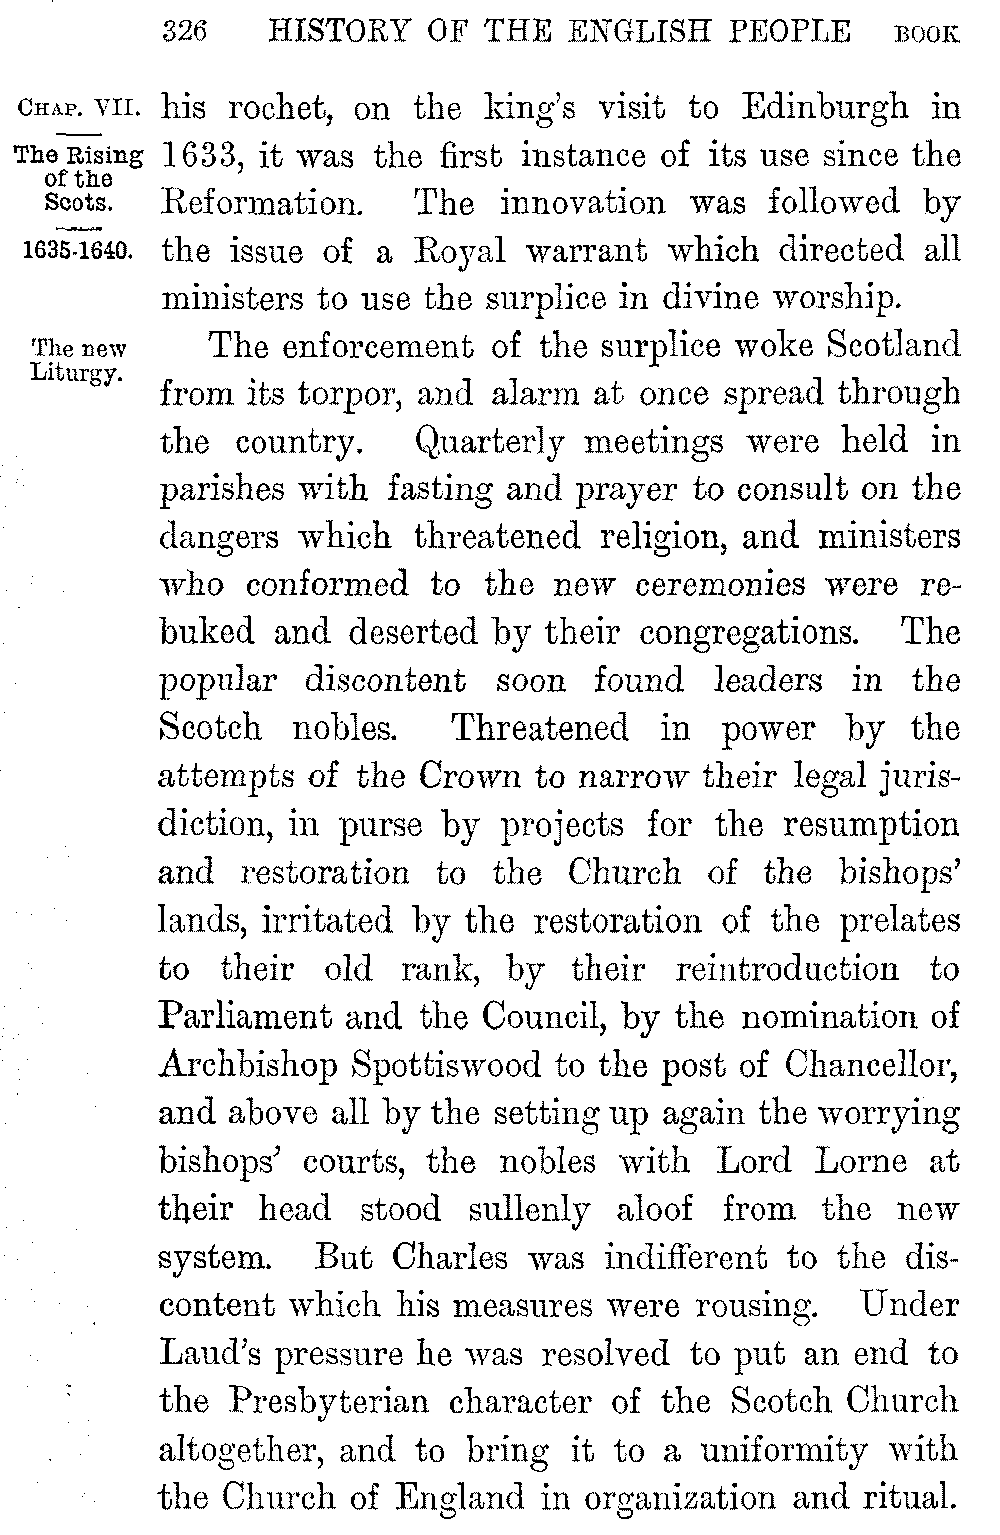 326 HISTORY OF THE ENGLISH PEOPLE BOOK
CHAP. VII.
The Rising
of the
Scots.
1635-1640.
his rochet, on the king's visit to Edinburgh in
1633, it was the first instance of its use since the
Reformation. The innovation was followed by
the issue of a Royal warrant which directed all
ministers to use the surplice in divine worship.
The new
Liturgy.
The enforcement of the surplice woke Scotland
from its torpor, and alarm at once spread through
the country. Quarterly meetings were held in
parishes with fasting and prayer to consult on the
dangers which threatened religion, and ministers
who conformed to the new ceremonies were re-
buked and deserted by their congregations. The
popular discontent soon found leaders in the
Scotch nobles. Threatened in power by the
attempts of the Crown to narrow their legal juris-
diction, in purse by projects for the resumption
and restoration to the Church of the bishops'
lands, irritated by the restoration of the prelates
to their old rank, by their reintroduction to
Parliament and the Council, by the nomination of
Archbishop Spottiswood to the post of Chancellor,
and above all by the setting up again the worrying
bishops' courts, the nobles with Lord Lorne at
their head stood sullenly aloof from the new
system. But Charles was indifferent to the dis-
content which his measures were rousing. Under
Laud's pressure he was resolved to put an end to
the Presbyterian character of the Scotch Church
altogether, and to bring it to a uniformity with
the Church of England in organization and ritual.